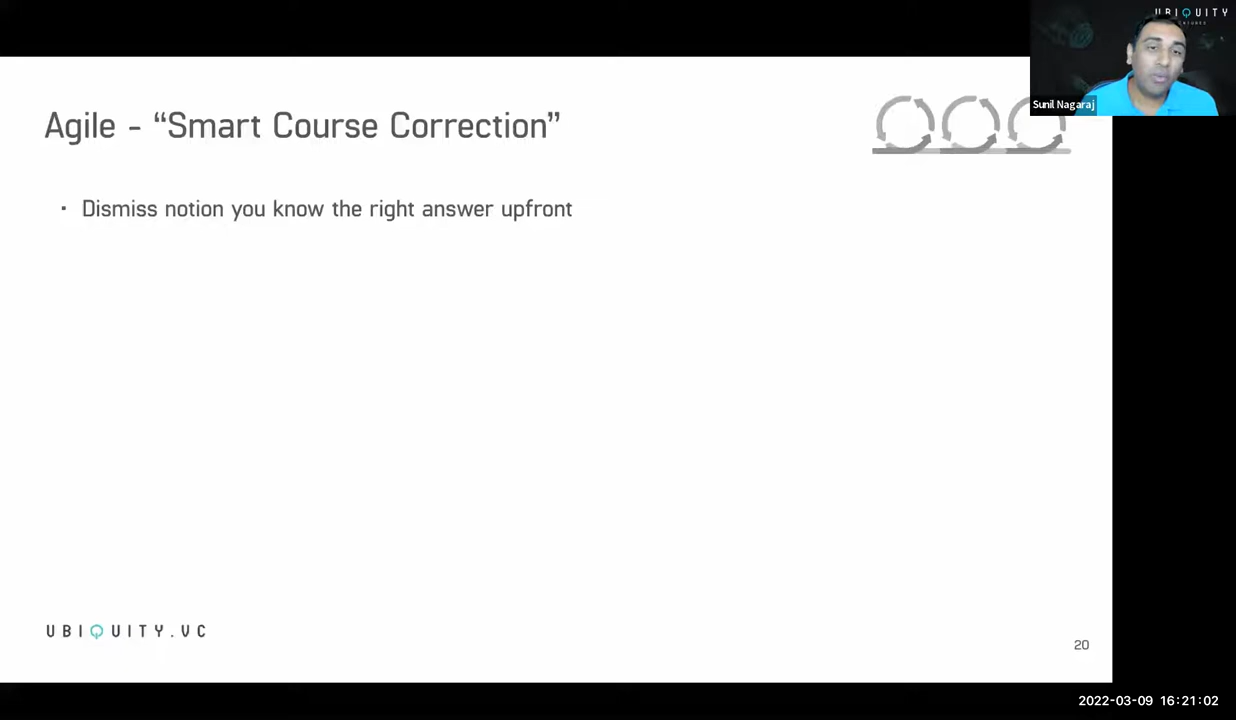 UBIQUITY
Sunil Nagaraj
Agile - “Smart Course Correction”
▪ Dismiss notion you know the right answer upfront
UBIQUITY.VC
20
2022-03-09 16:21:02